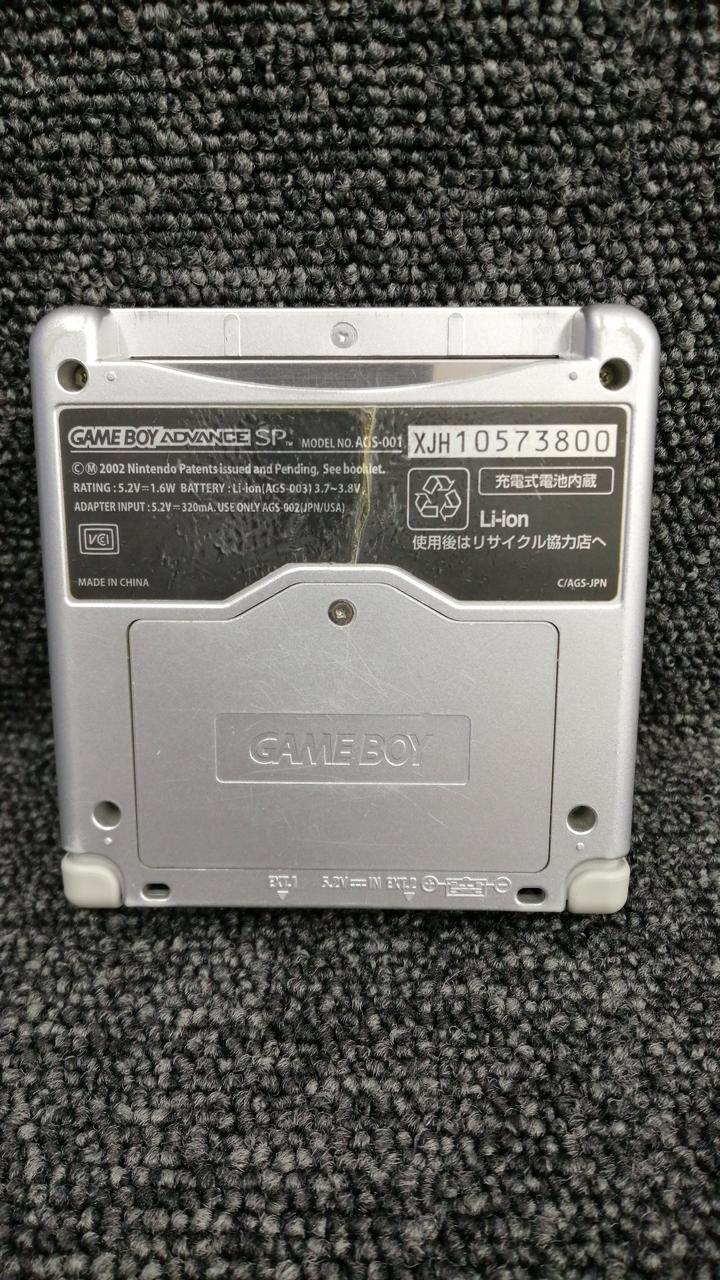 GAME BOY ADVANCE SP™ MODEL NO. AGS-001 XJH10573800
©Ⓜ 2002 Nintendo Patents issued and Pending, See booklet.
RATING : 5.2V⎓1.6W BATTERY : Li-ion(AGS-003) 3.7~3.8V
ADAPTER INPUT : 5.2V⎓320mA. USE ONLY AGS-002(JPN/USA)
充電式電池内蔵
Li-ion
VCI
使用後はリサイクル協力店へ
MADE IN CHINA
C/AGS-JPN
GAME BOY
EXT.1 5.2V⎓IN EXT.2